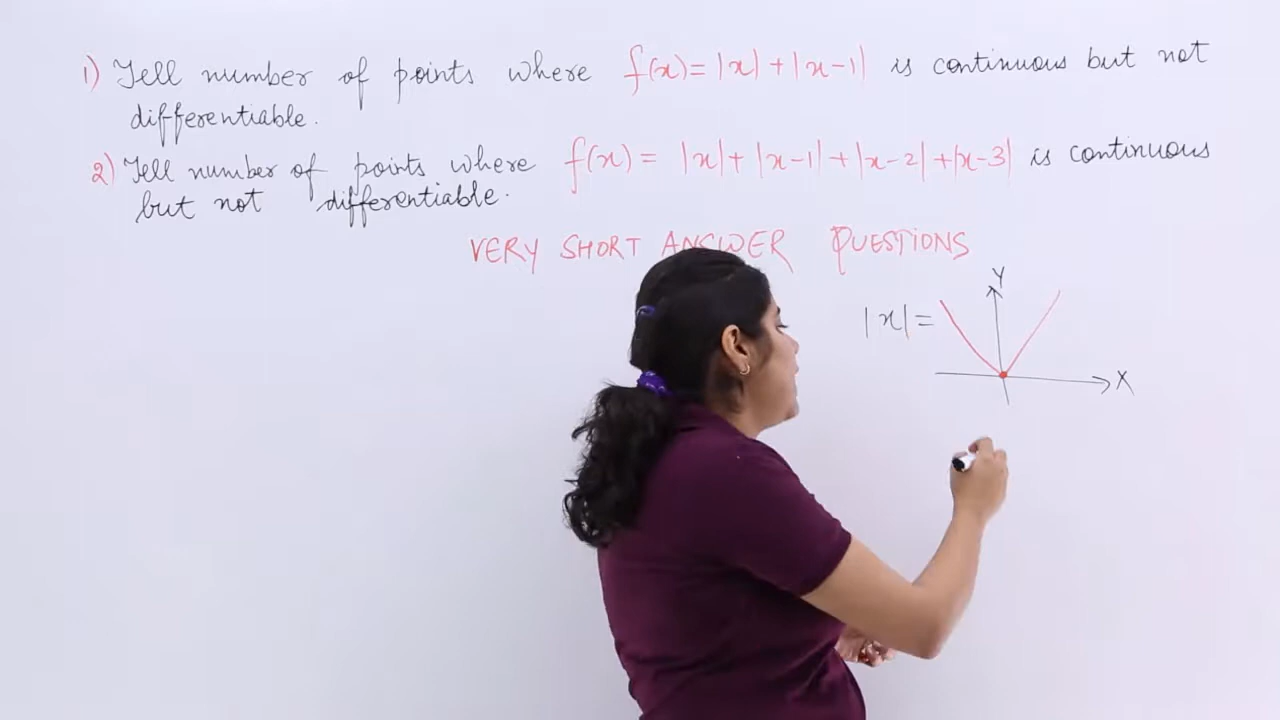 1) Tell number of points where f(x) = |x| + |x-1| is continuous but not
differentiable.
2) Tell number of points where f(x) = |x| + |x-1| + |x-2| + |x-3| is continuous
but not differentiable.
VERY SHORT ANSWER QUESTIONS
Y
|x| =
X